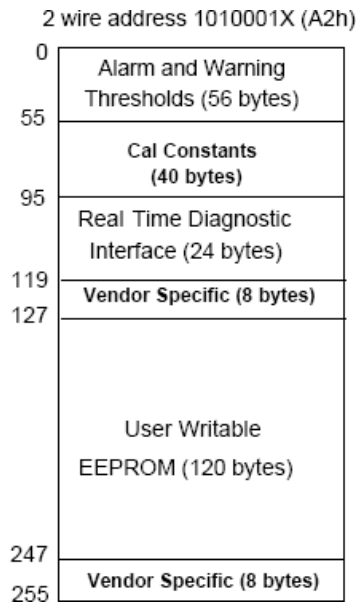 2 wire address 1010001X (A2h)
0
Alarm and Warning
Thresholds (56 bytes)
55
Cal Constants
(40 bytes)
95
Real Time Diagnostic
Interface (24 bytes)
119
Vendor Specific (8 bytes)
127
User Writable
EEPROM (120 bytes)
247
Vendor Specific (8 bytes)
255